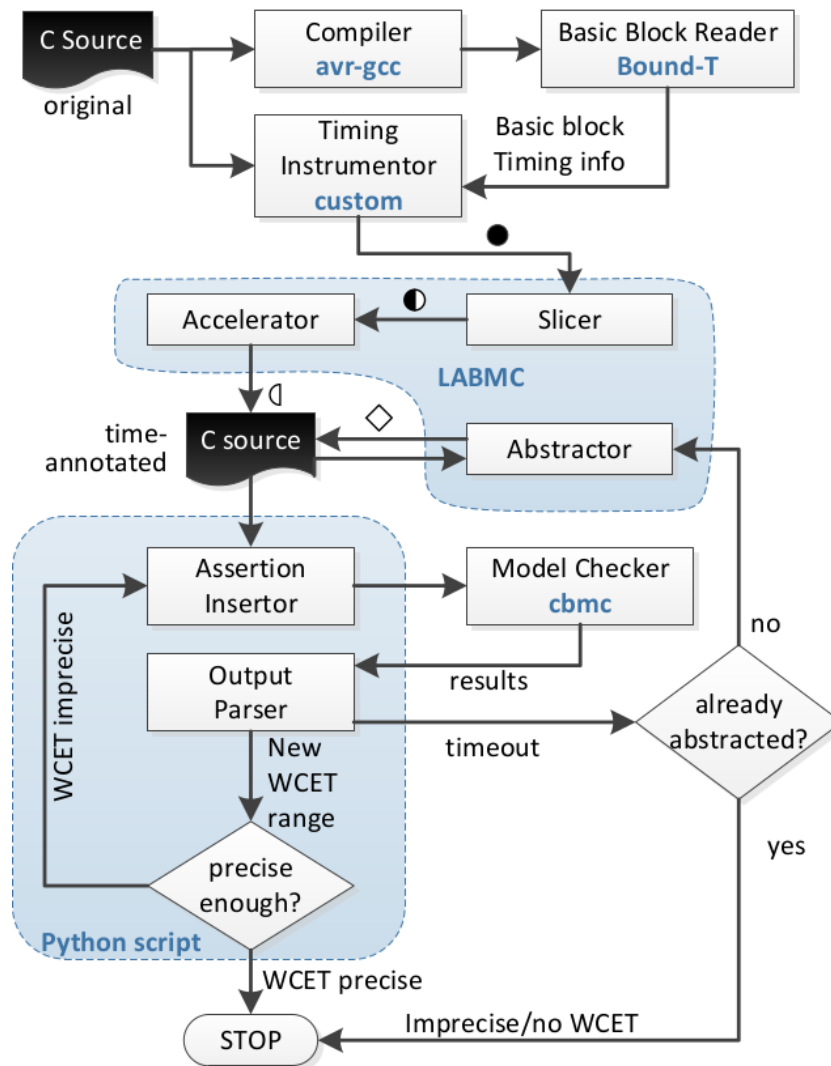 C Source
original
Compiler
avr-gcc
Basic Block Reader
Bound-T
Timing
Instrumentor
custom
Basic block
Timing info
Accelerator
Slicer
LABMC
time-
annotated
C source
Abstractor
Assertion
Insertor
Model Checker
cbmc
no
WCET imprecise
Output
Parser
results
timeout
already
abstracted?
New
WCET
range
yes
precise
enough?
Python script
WCET precise
STOP
Imprecise/no WCET